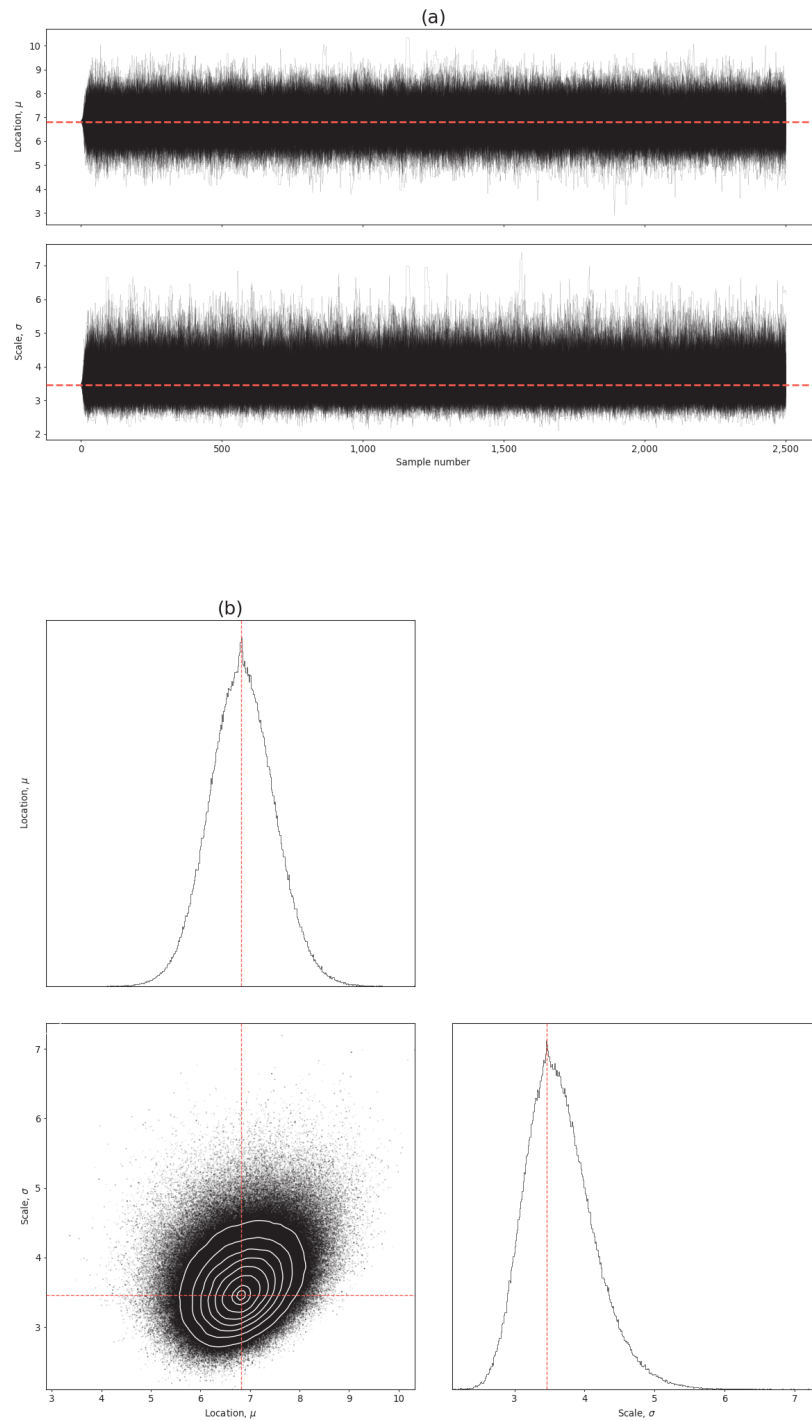 (a)
Location, μ
10
9
8
7
6
5
4
3
Scale, σ
7
6
5
4
3
2
0 500 1,000 1,500 2,000 2,500
Sample number
(b)
Location, μ
Scale, σ
7
6
5
4
3
3 4 5 6 7 8 9 10
Location, μ
3 4 5 6 7
Scale, σ